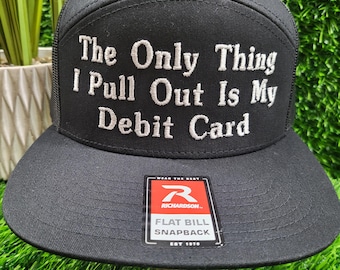 The Only Thing
I Pull Out Is My
Debit Card
WEAR THE BEST
R
RICHARDSON
FLAT BILL
SNAPBACK
EST 1970